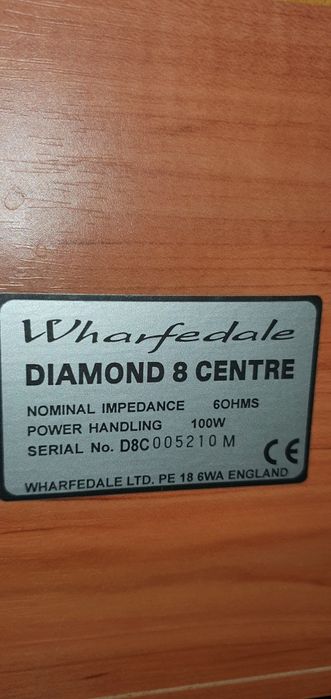 Wharfedale
DIAMOND 8 CENTRE
NOMINAL IMPEDANCE 6OHMS
POWER HANDLING 100W
SERIAL No. D8C005210 M
CE
WHARFEDALE LTD. PE 18 6WA ENGLAND